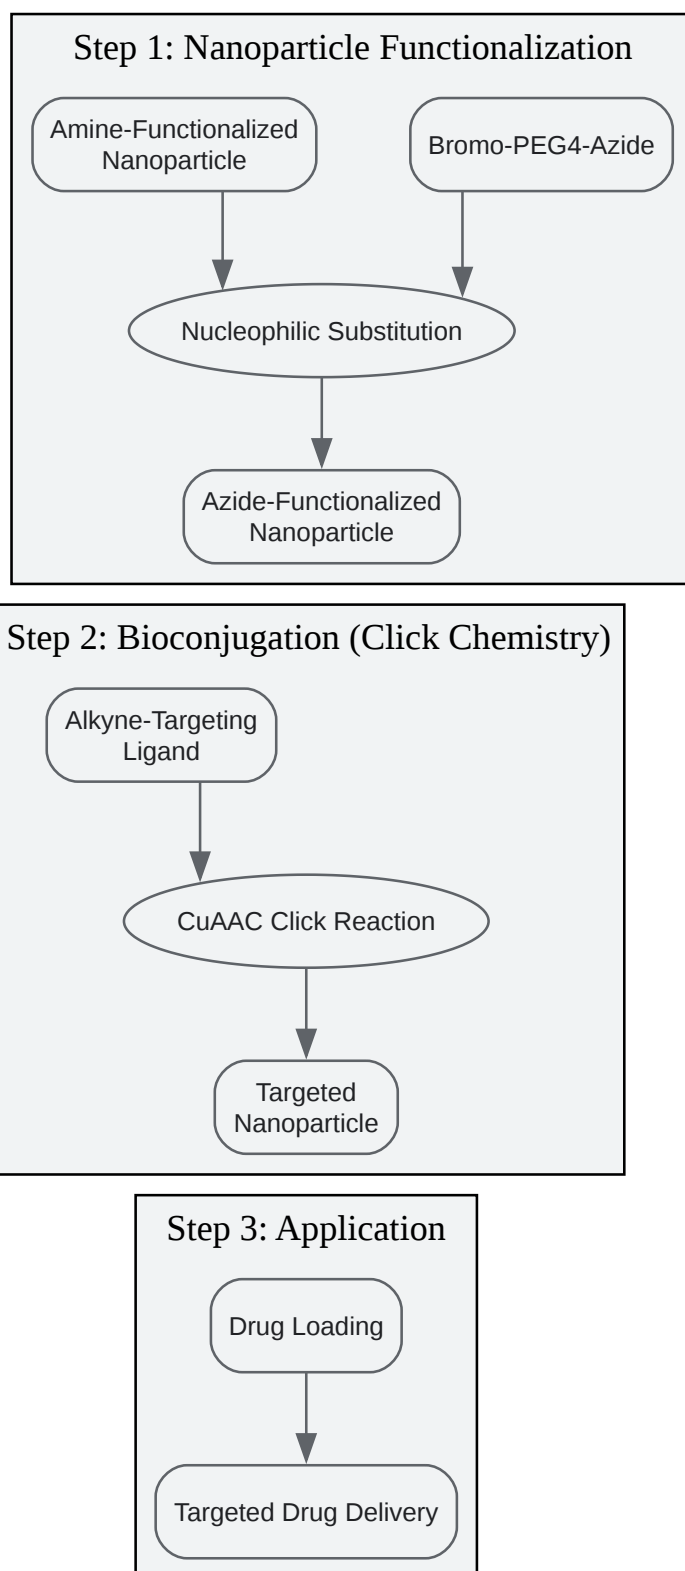 Step 1: Nanoparticle Functionalization
Amine-Functionalized
Nanoparticle
Bromo-PEG4-Azide
Nucleophilic Substitution
Azide-Functionalized
Nanoparticle
Step 2: Bioconjugation (Click Chemistry)
Alkyne-Targeting
Ligand
CuAAC Click Reaction
Targeted
Nanoparticle
Step 3: Application
Drug Loading
Targeted Drug Delivery